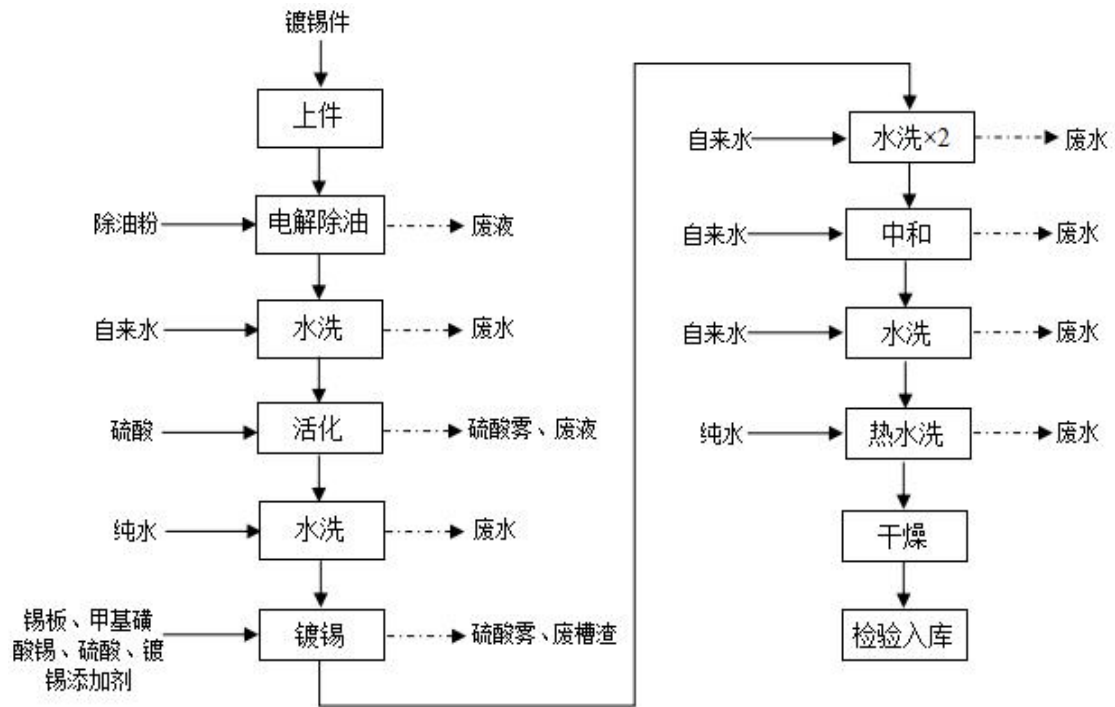 镀锡件
上件
除油粉
电解除油
废液
自来水
水洗
废水
硫酸
活化
硫酸雾、废液
纯水
水洗
废水
锡板、甲基磺
酸锡、硫酸、镀
锡添加剂
镀锡
硫酸雾、废槽渣
自来水
水洗×2
废水
自来水
中和
废水
自来水
水洗
废水
纯水
热水洗
废水
干燥
检验入库